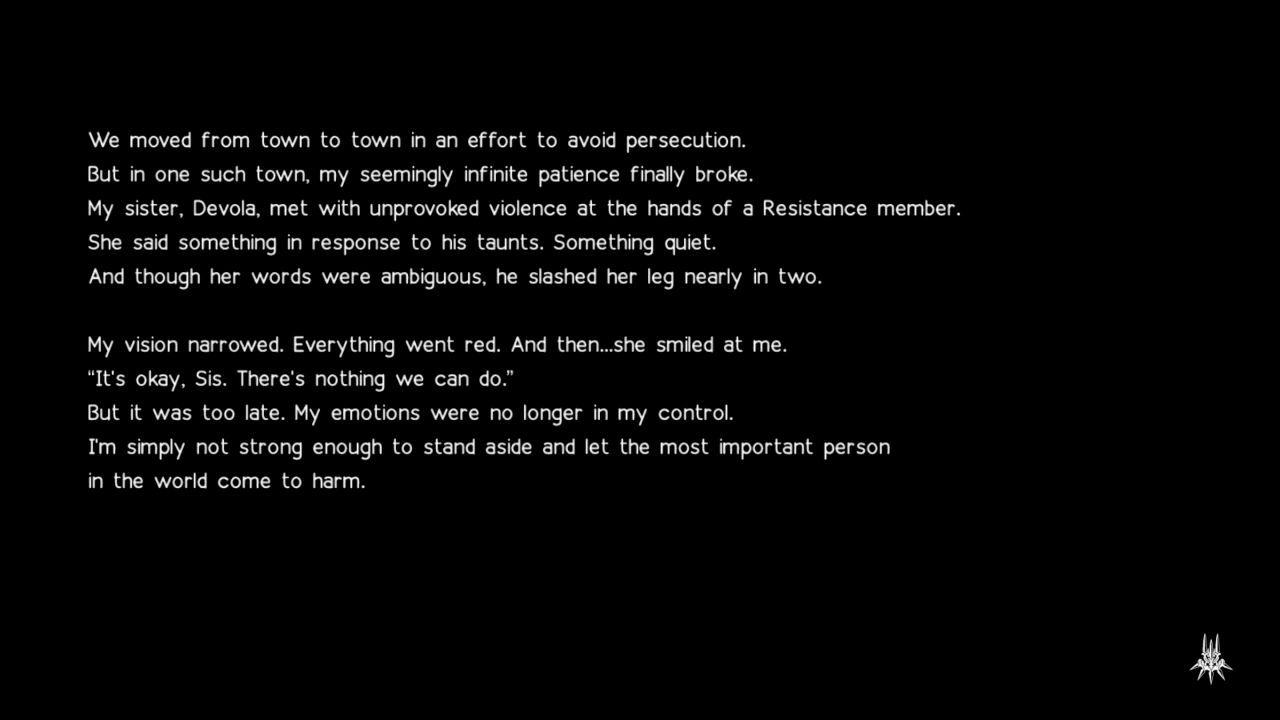 We moved from town to town in an effort to avoid persecution.
But in one such town, my seemingly infinite patience finally broke.
My sister, Devola, met with unprovoked violence at the hands of a Resistance member.
She said something in response to his taunts. Something quiet.
And though her words were ambiguous, he slashed her leg nearly in two.
My vision narrowed. Everything went red. And then...she smiled at me.
“It's okay, Sis. There's nothing we can do.”
But it was too late. My emotions were no longer in my control.
I'm simply not strong enough to stand aside and let the most important person
in the world come to harm.